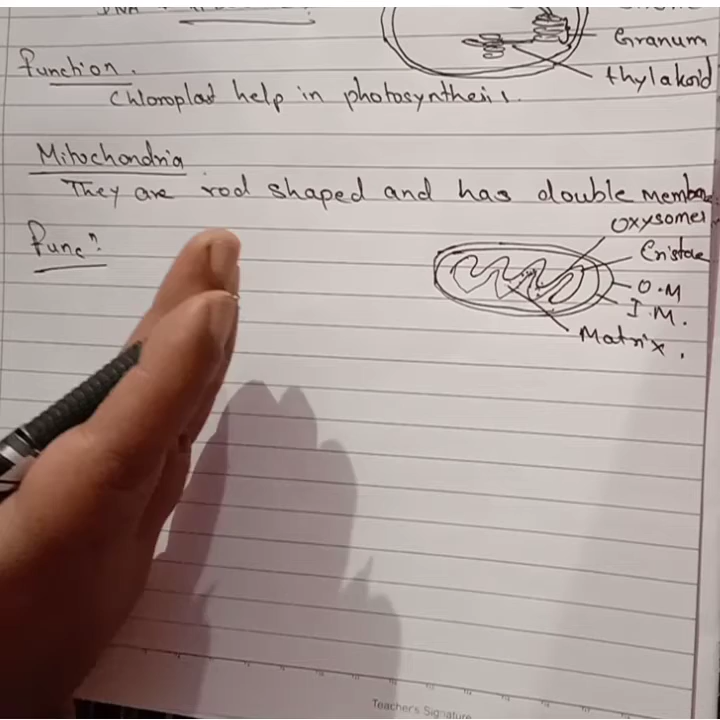 Granum
thylakoid
Function.
Chloroplast help in photosynthesis.
Mitochondria
They are rod shaped and has double membrane.
Oxysomes
Cristae
O.M
I.M.
Matrix.
Func?
Teacher's Signature